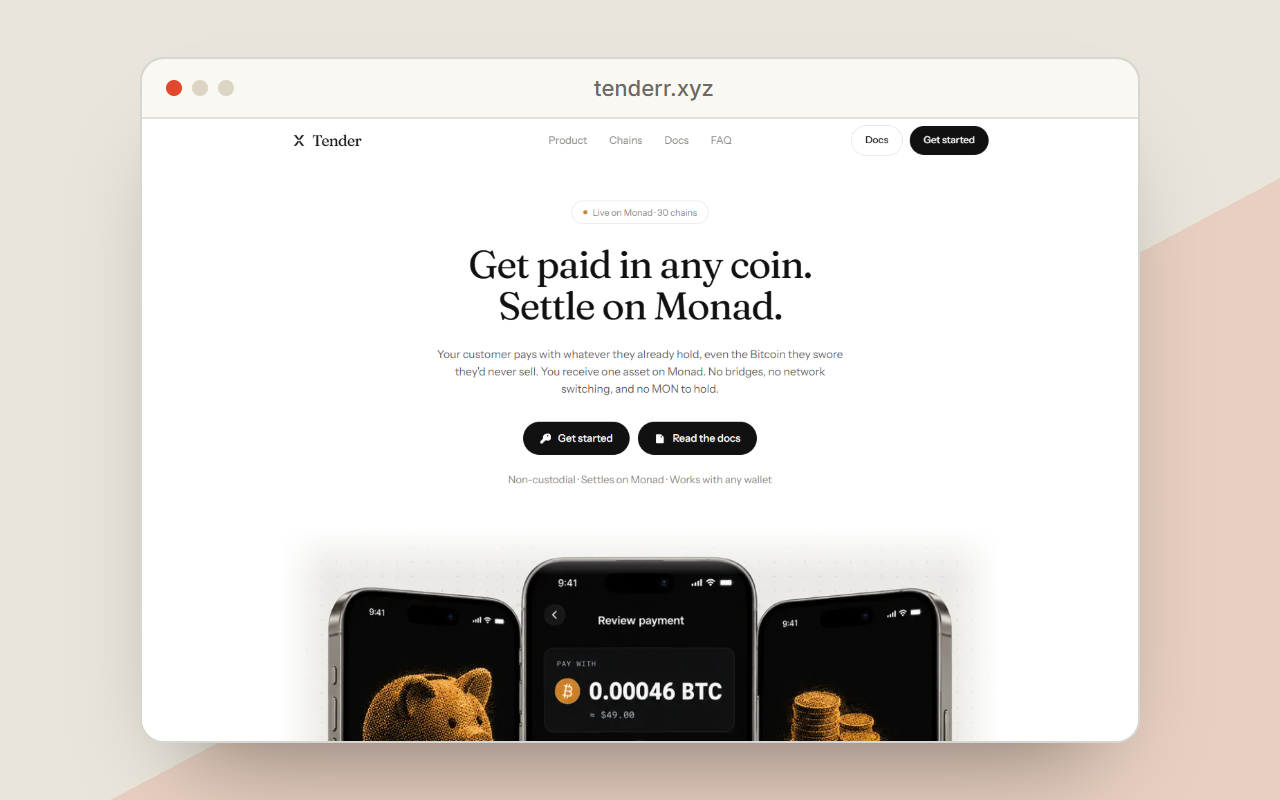 tenderr.xyz
Tender
Product Chains Docs FAQ
Docs Get started
Live on Monad · 30 chains
Get paid in any coin.
Settle on Monad.
Your customer pays with whatever they already hold, even the Bitcoin they swore
they'd never sell. You receive one asset on Monad. No bridges, no network
switching, and no MON to hold.
Get started Read the docs
Non-custodial · Settles on Monad · Works with any wallet
9:41
9:41
9:41
Review payment
PAY WITH
0.00046 BTC
≈ $49.00